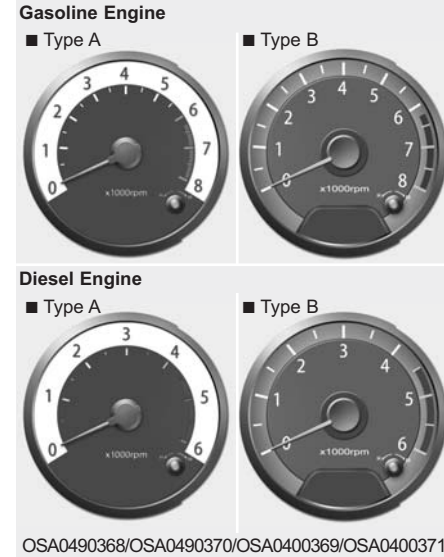 Gasoline Engine
■ Type A
■ Type B
0 1 2 3 4 5 6 7 8
x1000rpm
0 1 2 3 4 5 6 7 8
x1000rpm
Diesel Engine
■ Type A
■ Type B
0 1 2 3 4 5 6
x1000rpm
0 1 2 3 4 5 6
x1000rpm
OSA0490368/OSA0490370/OSA0400369/OSA0400371